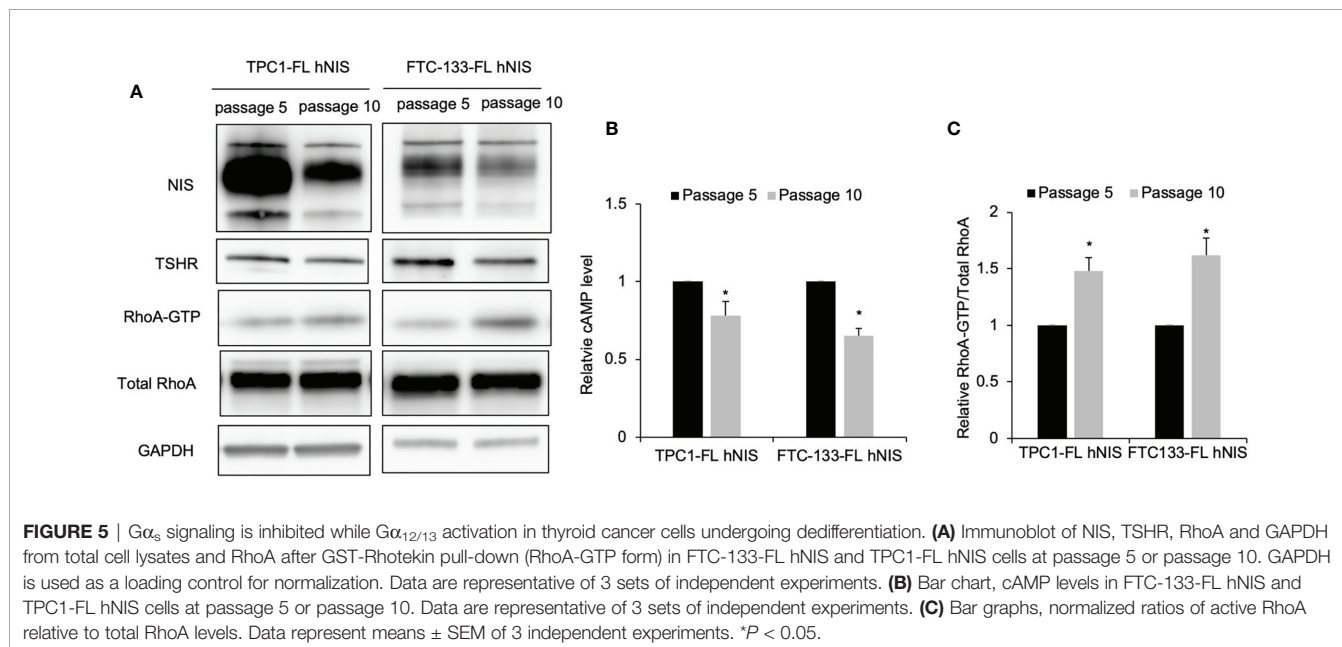 TPC1-FL hNIS
FTC-133-FL hNIS
A
passage 5
passage 10
passage 5
passage 10
NIS
TSHR
RhoA-GTP
Total RhoA
GAPDH
B
Passage 5
Passage 10
Relatvie cAMP level
1.5
1
0.5
0
*
*
TPC1-FL hNIS
FTC-133-FL hNIS
C
Passage 5
Passage 10
Relative RhoA-GTP/Total RhoA
2
1.5
1
0.5
0
*
*
TPC1-FL hNIS
FTC133-FL hNIS
FIGURE 5 | Gαs signaling is inhibited while Gα12/13 activation in thyroid cancer cells undergoing dedifferentiation. (A) Immunoblot of NIS, TSHR, RhoA and GAPDH
from total cell lysates and RhoA after GST-Rhotekin pull-down (RhoA-GTP form) in FTC-133-FL hNIS and TPC1-FL hNIS cells at passage 5 or passage 10. GAPDH
is used as a loading control for normalization. Data are representative of 3 sets of independent experiments. (B) Bar chart, cAMP levels in FTC-133-FL hNIS and
TPC1-FL hNIS cells at passage 5 or passage 10. Data are representative of 3 sets of independent experiments. (C) Bar graphs, normalized ratios of active RhoA
relative to total RhoA levels. Data represent means ± SEM of 3 independent experiments. *P < 0.05.